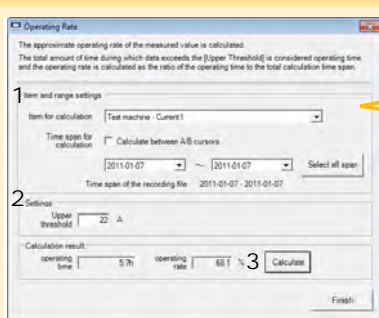 Operating Rate
The approximate operating rate of the measured value is calculated.
The total amount of time during which data exceeds the [Upper Threshold] is considered operating time
and the operating rate is calculated as the ratio of the operating time to the total calculation time span.
1
Item and range settings
Item for calculation Test machine - Current1
Time span for
calculation
Calculate between A/B cursors
2011-01-07 ~ 2011-01-07 Select all span
Time span of the recording file 2011-01-07 - 2011-01-07
2
Settings
Upper
threshold
22 A
Calculation result
operating
time
5.7h
operating
rate
68.1 %
3
Calculate
Finish